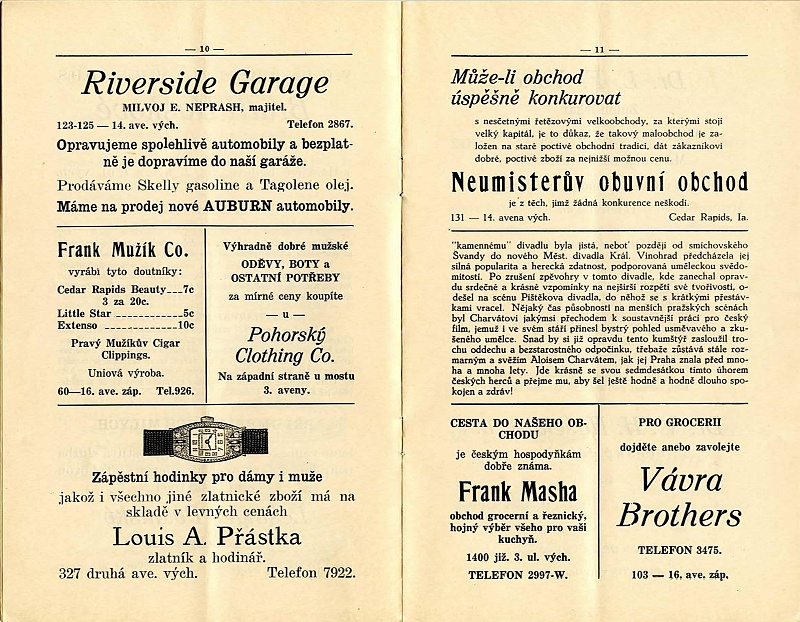 — 10 —
Riverside Garage
MILVOJ E. NEPRASH, majitel.
123-125 — 14. ave. vých. Telefon 2867.
Opravujeme spolehlivě automobily a bezplat-
ně je dopravíme do naší garáže.
Prodáváme Skelly gasoline a Tagolene olej.
Máme na prodej nové AUBURN automobily.
Frank Mužík Co.
vyrábí tyto doutníky:
Cedar Rapids Beauty___7c
3 za 20c.
Little Star ____________5c
Extenso _____________10c
Pravý Mužíkův Cigar
Clippings.
Uniová výroba.
60—16. ave. záp. Tel.926.
Výhradně dobré mužské
ODĚVY, BOTY a
OSTATNÍ POTŘEBY
za mírné ceny koupíte
— u —
Pohorský
Clothing Co.
Na západní straně u mostu
3. aveny.
Zápěstní hodinky pro dámy i muže
jakož i všechno jiné zlatnické zboží má na
skladě v levných cenách
Louis A. Přástka
zlatník a hodinář.
327 druhá ave. vých. Telefon 7922.
— 11 —
Může-li obchod
úspěšně konkurovat
s nesčetnými řetězovými velkoobchody, za kterými stojí
velký kapitál, je to důkaz, že takový maloobchod je za-
ložen na staré poctivé obchodní tradici, dát zákazníkovi
dobré, poctivé zboží za nejnižší možnou cenu.
Neumisterův obuvní obchod
je z těch, jimž žádná konkurence neškodí.
131 — 14. avena vých. Cedar Rapids, Ia.
"kamennému" divadlu byla jistá, neboť později od smíchovského
Švandy do nového Měst. divadla Král. Vinohrad předcházela jej
silná popularita a herecká zdatnost, podporovaná uměleckou svědo-
mitostí. Po zrušení zpěvohry v tomto divadle, kde zanechal oprav-
du srdečné a krásné vzpomínky na nejširší rozpětí své tvořivosti, o-
dešel na scénu Pištěkova divadla, do něhož se s krátkými přestáv-
kami vracel. Nějaký čas působnosti na menších pražských scénách
byl Charvátovi jakýmsi přechodem k soustavnější práci pro český
film, jemuž i ve svém stáří přinesl bystrý pohled usměvavého a zku-
šeného umělce. Snad by si již opravdu tento kumštýř zasloužil tro-
chu oddechu a bezstarostného odpočinku, třebaže zůstává stále roz-
marným a svěžím Aloisem Charvátem, jak jej Praha znala před mno-
ha a mnoha lety. Jde krásně se svou sedmdesátkou tímto úhorem
českých herců a přejme mu, aby šel ještě hodně a hodně dlouho spo-
kojen a zdráv!
CESTA DO NAŠEHO OB-
CHODU
je českým hospodyňkám
dobře známa.
Frank Masha
obchod grocerní a řeznický,
hojný výběr všeho pro vaši
kuchyň.
1400 již. 3. ul. vých.
TELEFON 2997-W.
PRO GROCERII
dojděte anebo zavolejte
Vávra
Brothers
TELEFON 3475.
103 — 16. ave. záp.